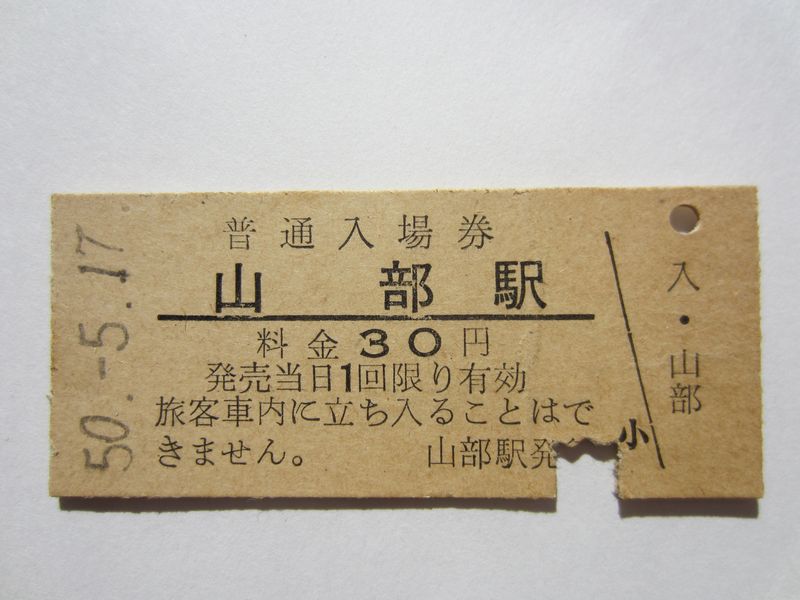 50.-5.17.
普通入場券
山部駅
料金30円
発売当日1回限り有効
旅客車内に立ち入ることはで
きません。 山部駅発
小
入・山部